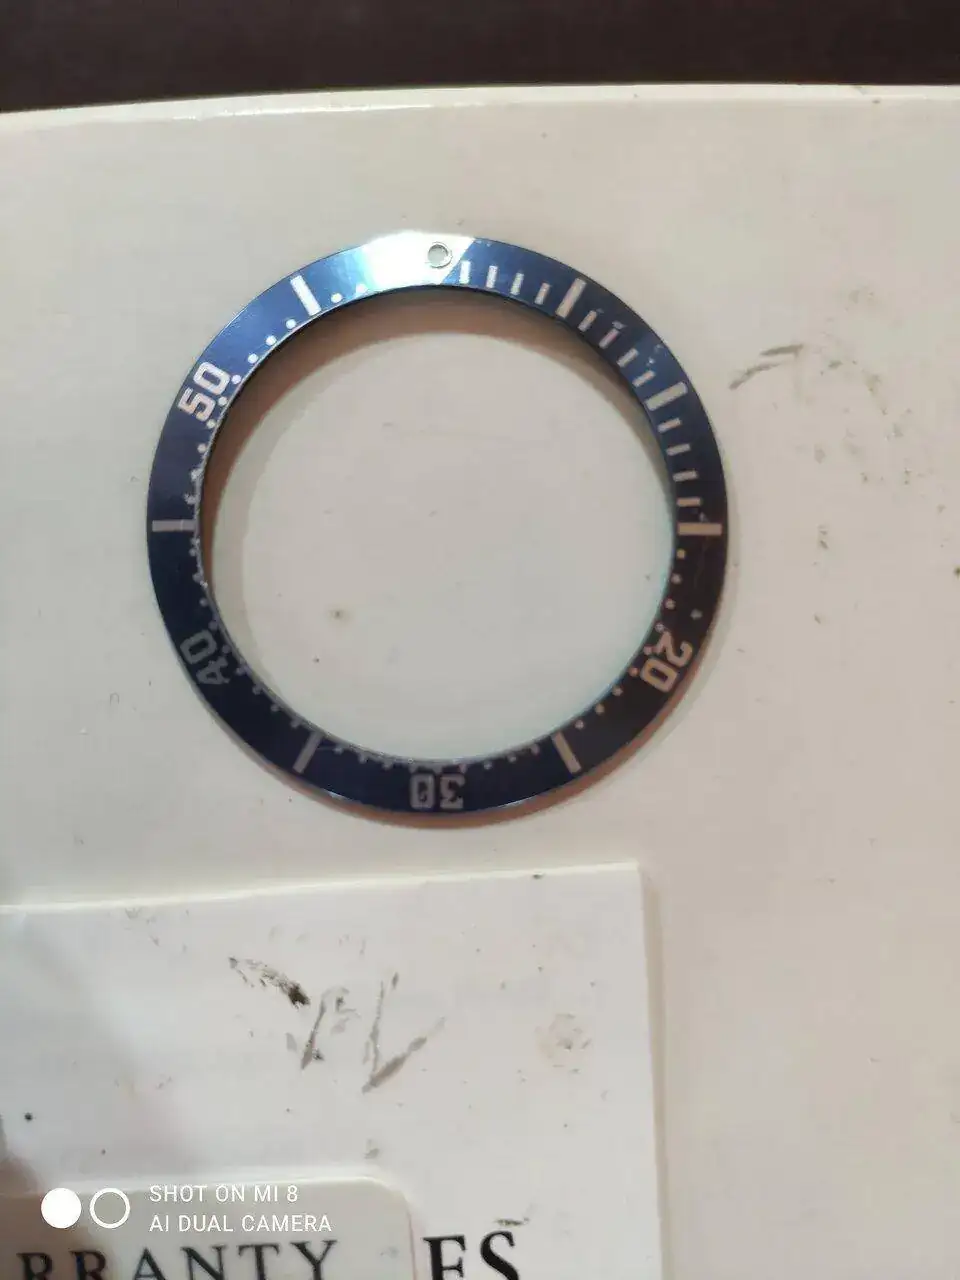 50
20
40
30
SHOT ON MI 8
AI DUAL CAMERA
RRANTY ES